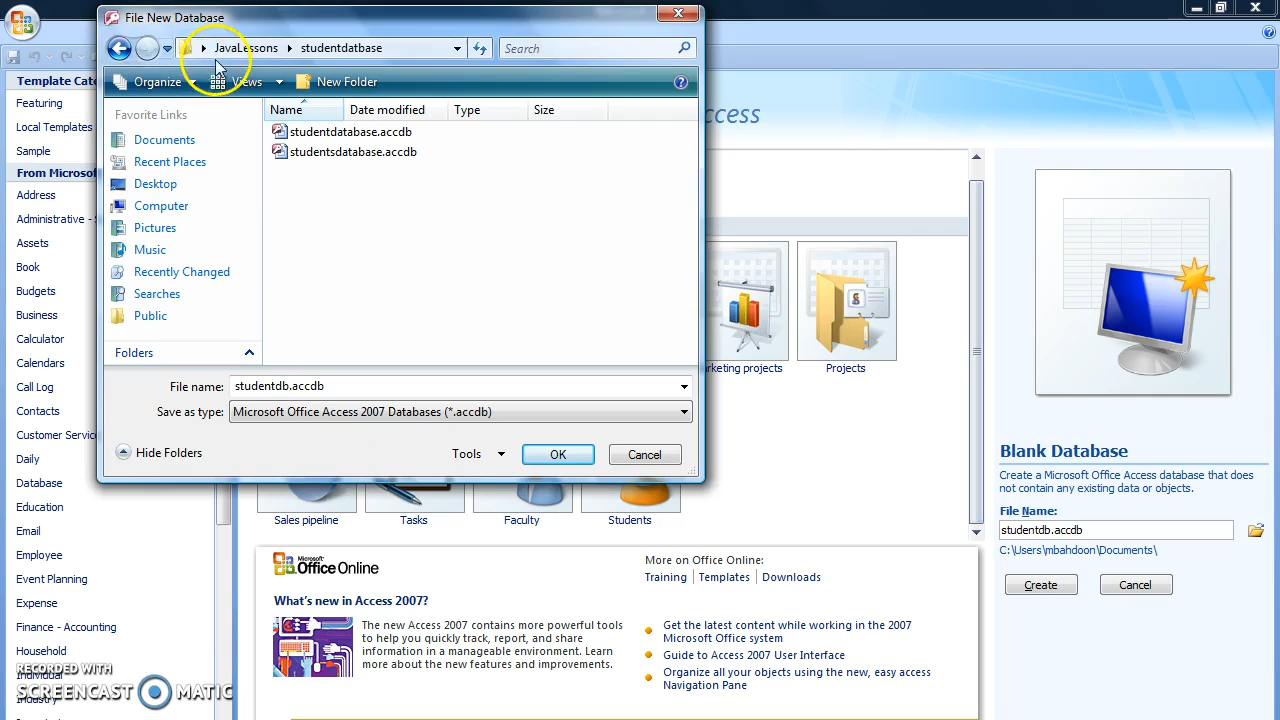 File New Database
JavaLessons studentdatbase
Search
Organize Views New Folder
Favorite Links
Documents
Recent Places
Desktop
Computer
Pictures
Music
Recently Changed
Searches
Public
Folders
Name Date modified Type Size
studentdatabase.accdb
studentsdatabase.accdb
File name: studentdb.accdb
Save as type: Microsoft Office Access 2007 Databases (*.accdb)
Hide Folders
Tools OK Cancel
Template Cate
Featuring
Local Templates
Sample
From Microsof
Address
Administrative - 
Assets
Book
Budgets
Business
Calculator
Calendars
Call Log
Contacts
Customer Servic
Daily
Database
Education
Email
Employee
Event Planning
Expense
Finance - Accounting
Household
Individual
Industry
ccess
rketing projects
Projects
Sales pipeline
Tasks
Faculty
Students
Microsoft
Office Online
More on Office Online:
Training Templates Downloads
What's new in Access 2007?
The new Access 2007 contains more powerful tools
to help you quickly track, report, and share
information in a manageable environment. Learn
more about the new features and improvements.
Get the latest content while working in the 2007
Microsoft Office system
Guide to Access 2007 User Interface
Organize all your objects using the new, easy access
Navigation Pane
Blank Database
Create a Microsoft Office Access database that does
not contain any existing data or objects.
File Name:
studentdb.accdb
C:\Users\mbahdoon\Documents\
Create Cancel
RECORDED WITH
SCREENCAST MATIC